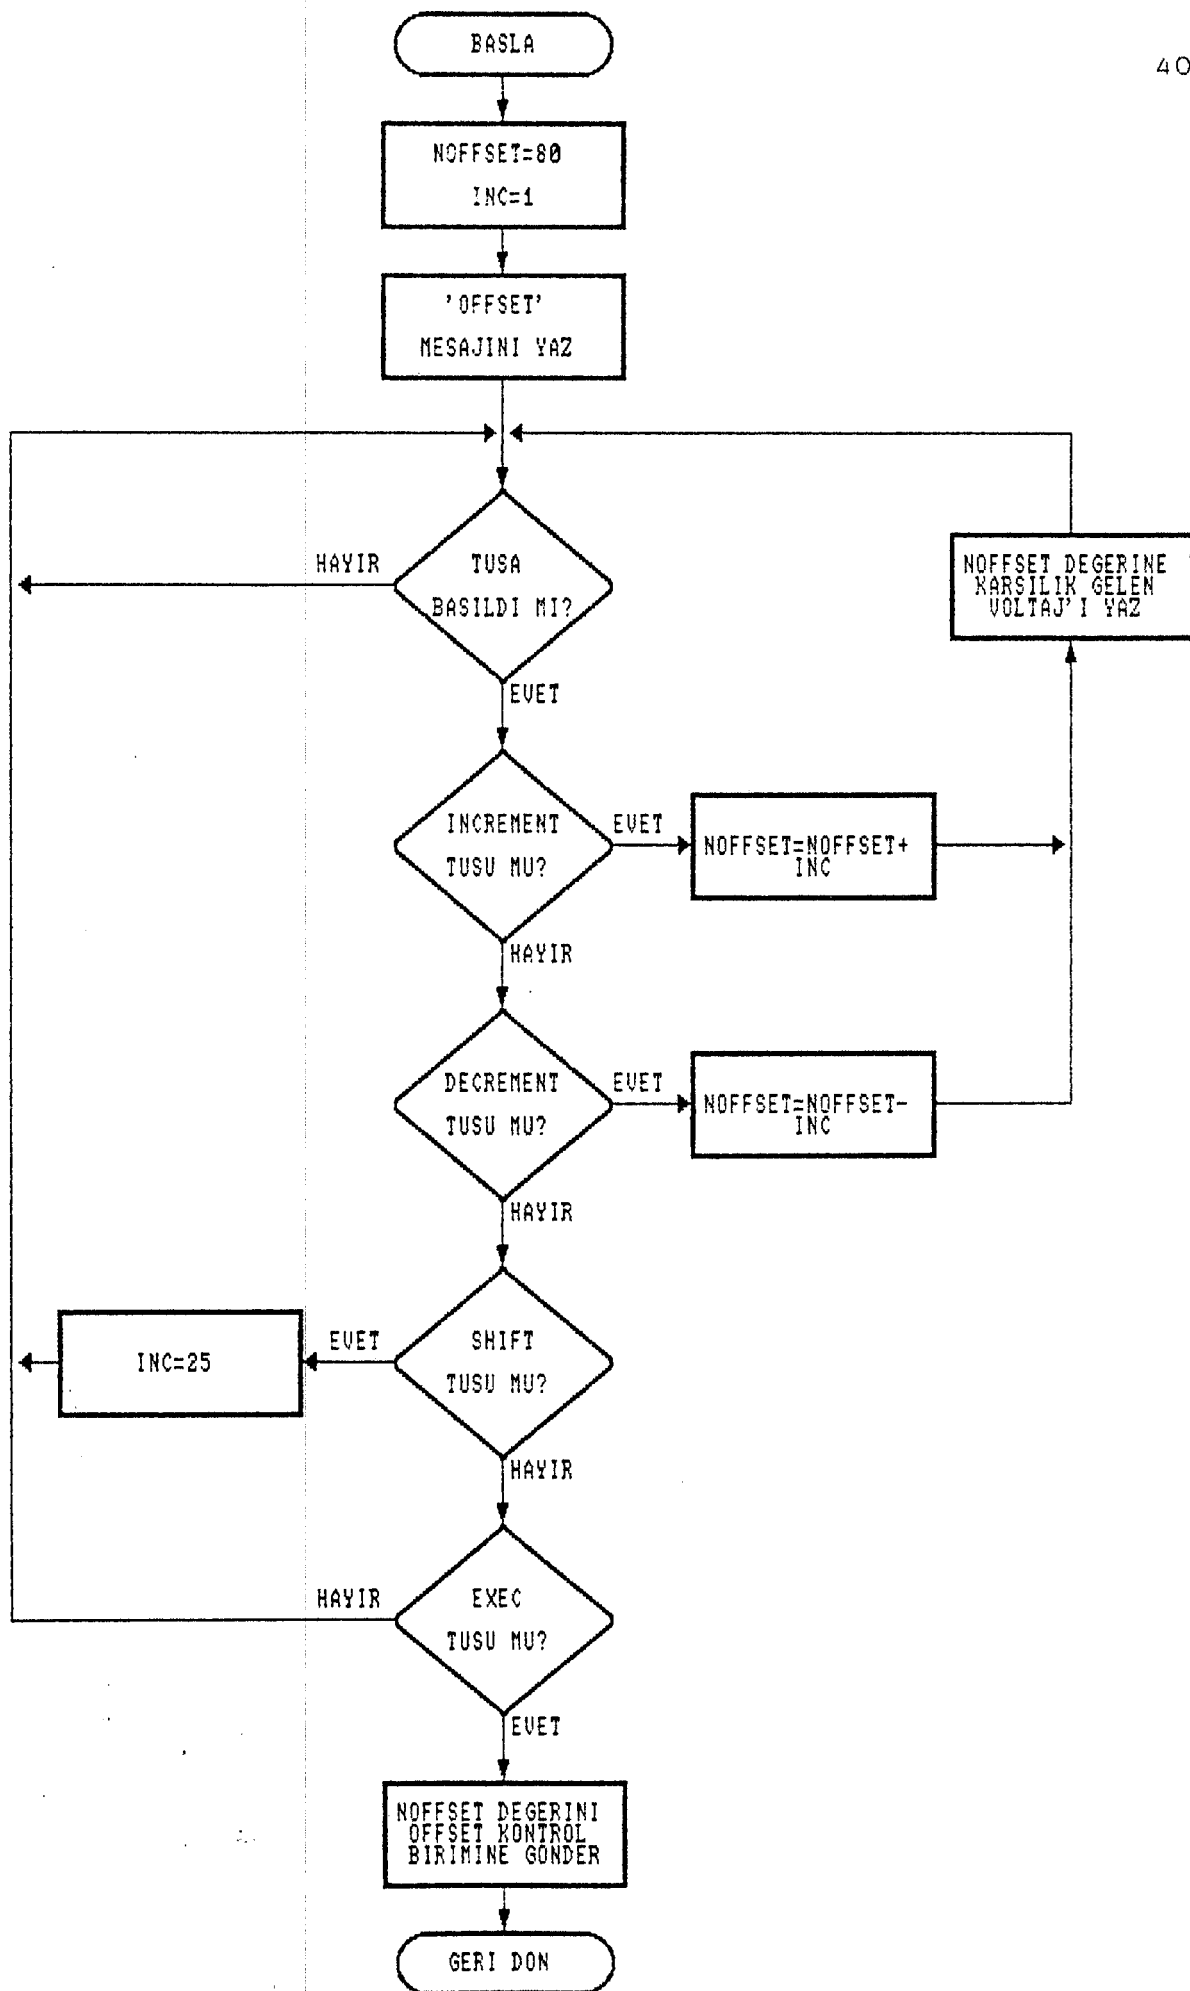 BASLA
40
NOFFSET=80
INC=1
'OFFSET'
MESAJINI YAZ
HAYIR
TUSA
BASILDI MI?
NOFFSET DEGERINE
KARSILIK GELEN
VOLTAJ'I YAZ
EVET
INCREMENT
TUSU MU?
EVET
NOFFSET=NOFFSET+
INC
HAYIR
DECREMENT
TUSU MU?
EVET
NOFFSET=NOFFSET-
INC
HAYIR
INC=25
EVET
SHIFT
TUSU MU?
HAYIR
HAYIR
EXEC
TUSU MU?
EVET
NOFFSET DEGERINI
OFFSET KONTROL
BIRIMINE GONDER
GERI DON